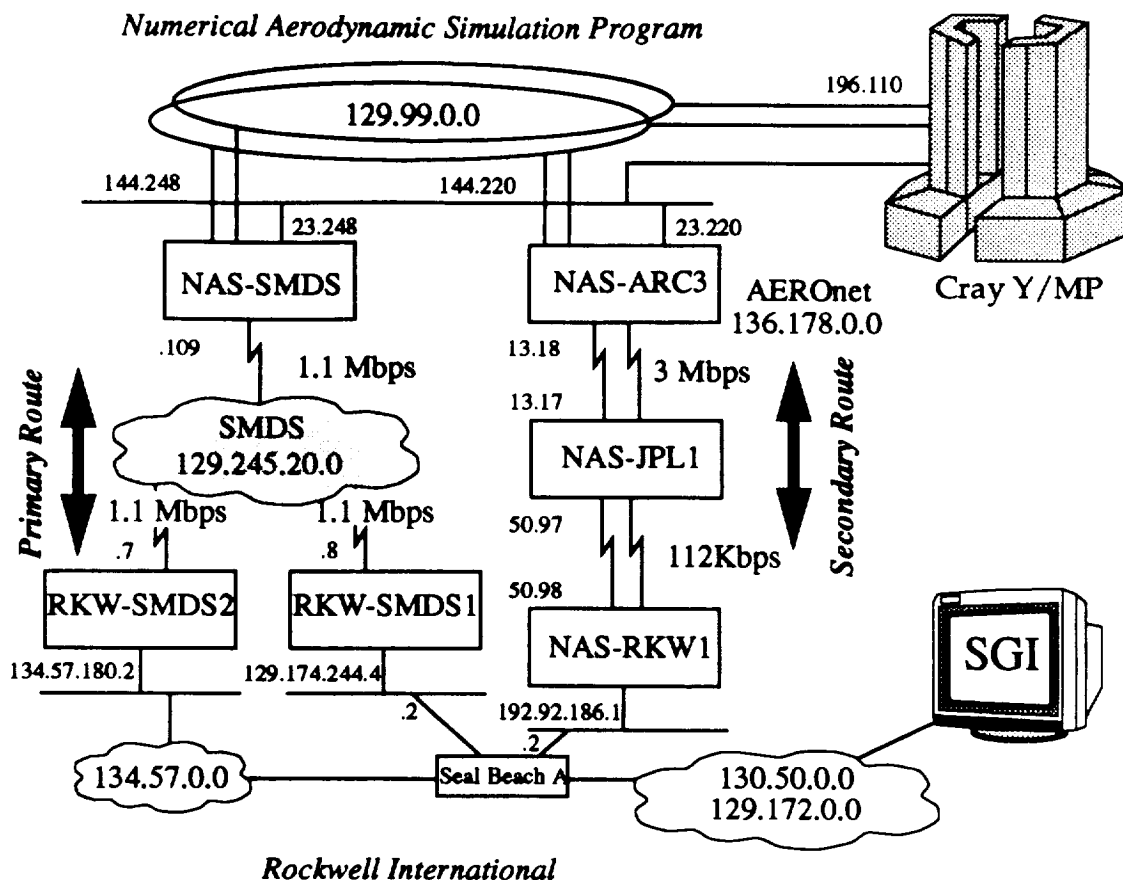 Numerical Aerodynamic Simulation Program
196.110
129.99.0.0
144.248
144.220
23.248
23.220
NAS-SMDS
NAS-ARC3
AEROnet
136.178.0.0
Cray Y/MP
.109
1.1 Mbps
13.18
3 Mbps
13.17
Primary Route
SMDS
129.245.20.0
NAS-JPL1
Secondary Route
1.1 Mbps
1.1 Mbps
50.97
112Kbps
.7
.8
50.98
RKW-SMDS2
RKW-SMDS1
NAS-RKW1
SGI
134.57.180.2
129.174.244.4
192.92.186.1
.2
.2
134.57.0.0
Seal Beach A
130.50.0.0
129.172.0.0
Rockwell International